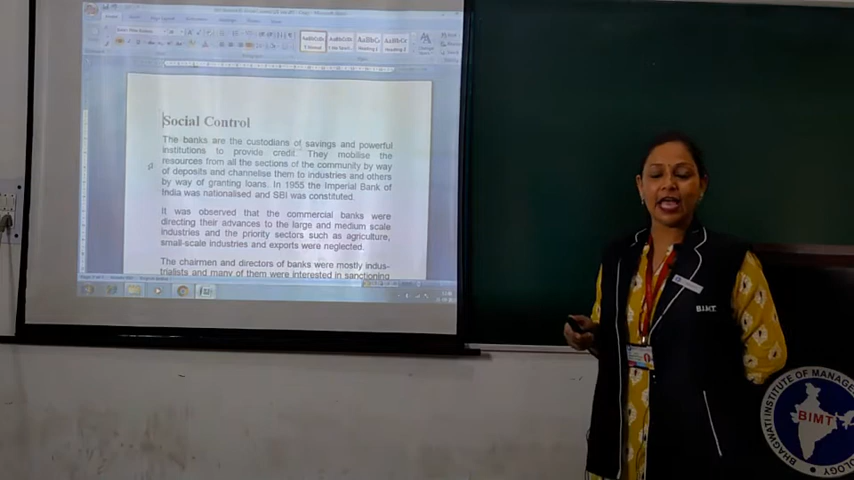 Social Control
The banks are the custodians of savings and powerful
institutions to provide credit. They mobilise the
resources from all the sections of the community by way
of deposits and channelise them to industries and others
by way of granting loans. In 1955 the Imperial Bank of
India was nationalised and SBI was constituted.
It was observed that the commercial banks were
directing their advances to the large and medium scale
industries and the priority sectors such as agriculture,
small-scale industries and exports were neglected.
The chairmen and directors of banks were mostly indus-
trialists and many of them were interested in sanctioning
B.I.M.T.
BHAGWATI INSTITUTE OF MANAGE
OLOGY
BIMT